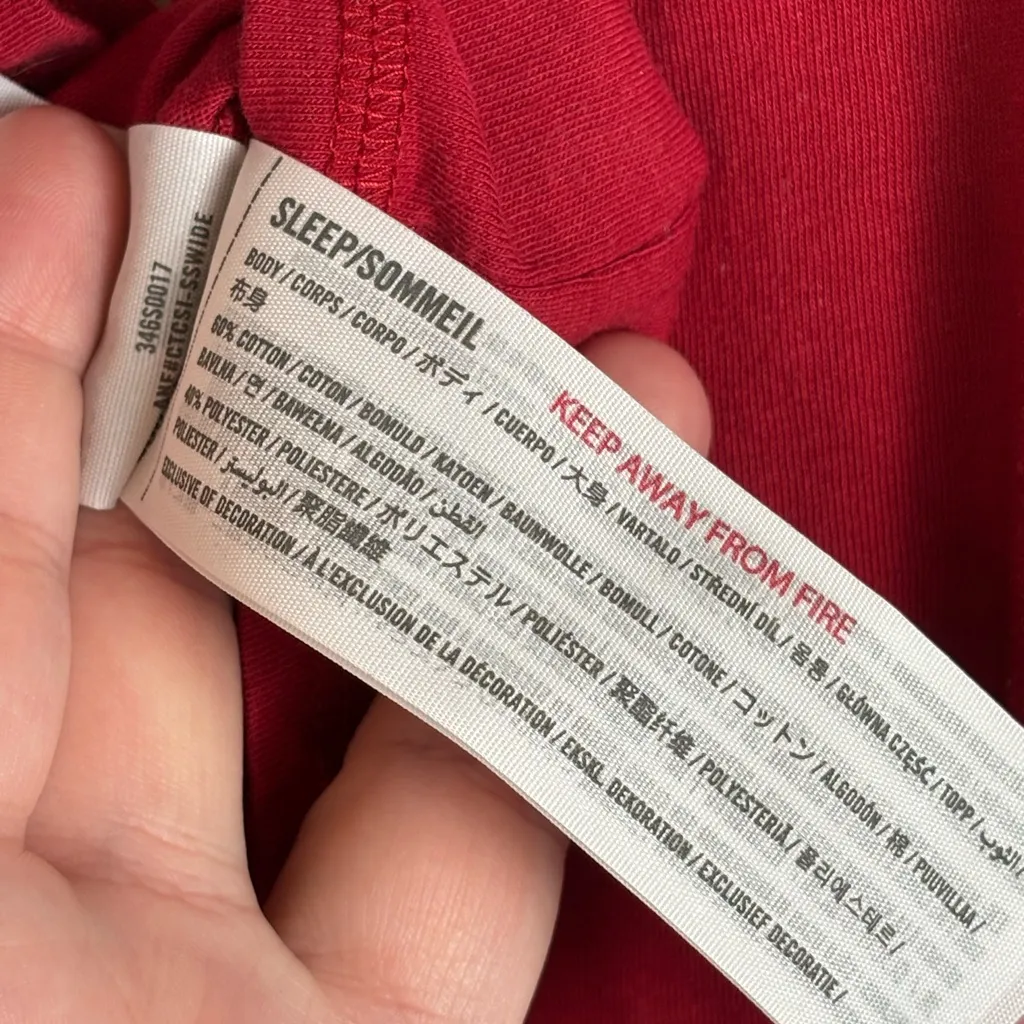 346S0017
ANF#CTCSI-SSWIDE
SLEEP/SOMMEIL
KEEP AWAY FROM FIRE
BODY / CORPS / CORPO / ボディ / CUERPO / 大身 / VARTALO / STŘEDNÍ DÍL / 몸통 / GŁÓWNA CZĘŚĆ / TOPP / الثوب /
布身
60% COTTON / COTON / BOMULD / KATOEN / BAUMWOLLE / BOMULL / COTONE / コットン / ALGODÓN / 棉 / PUUVILLAA /
BAVLNA / 면 / BAWEŁNA / ALGODÃO / القطن
40% POLYESTER / POLIESTERE / ポリエステル / POLIÉSTER / 聚酯纤维 / POLYESTERIÄ / 폴리에스테르 /
POLIESTER / البوليستر / 聚脂纖維
EXCLUSIVE OF DECORATION / À L'EXCLUSION DE LA DÉCORATION / EKSKL. DEKORATION / EXCLUSIEF DECORATIE /